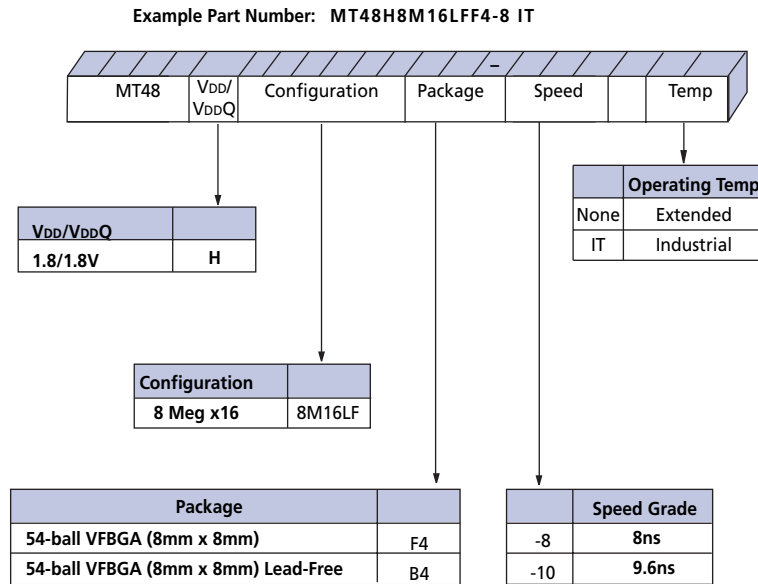 Example Part Number: MT48H8M16LFF4-8 IT
–
MT48 VDD/VDDQ Configuration Package Speed Temp
Operating Temp
None Extended
IT Industrial
VDD/VDDQ
1.8/1.8V H
Configuration
8 Meg x16 8M16LF
Package
54-ball VFBGA (8mm x 8mm) F4
54-ball VFBGA (8mm x 8mm) Lead-Free B4
Speed Grade
-8 8ns
-10 9.6ns